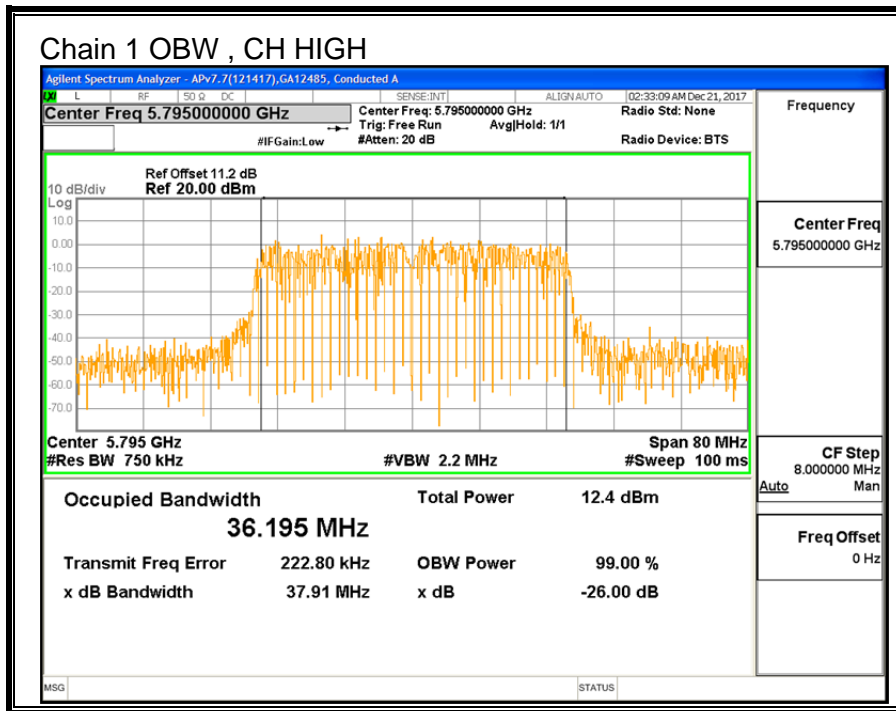 Chain 1 OBW , CH HIGH
Agilent Spectrum Analyzer - APv7.7(121417),GA12485, Conducted A
LXI L RF 50 Ω DC SENSE:INT ALIGNAUTO 02:33:09 AM Dec 21, 2017
Center Freq 5.795000000 GHz
Center Freq: 5.795000000 GHz Radio Std: None
Trig: Free Run Avg|Hold: 1/1
#IFGain:Low #Atten: 20 dB Radio Device: BTS
Ref Offset 11.2 dB
10 dB/div Ref 20.00 dBm
Log
10.0
0.00
-10.0
-20.0
-30.0
-40.0
-50.0
-60.0
-70.0
Center 5.795 GHz Span 80 MHz
#Res BW 750 kHz #VBW 2.2 MHz #Sweep 100 ms
Occupied Bandwidth Total Power 12.4 dBm
36.195 MHz
Transmit Freq Error 222.80 kHz OBW Power 99.00 %
x dB Bandwidth 37.91 MHz x dB -26.00 dB
MSG STATUS
Frequency
Center Freq
5.795000000 GHz
CF Step
8.000000 MHz
Auto Man
Freq Offset
0 Hz